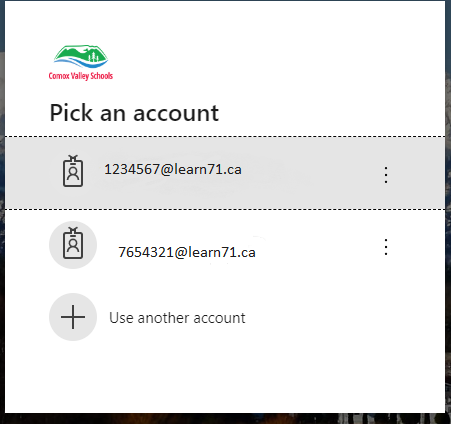 Comox Valley Schools
Pick an account
1234567@learn71.ca
7654321@learn71.ca
Use another account